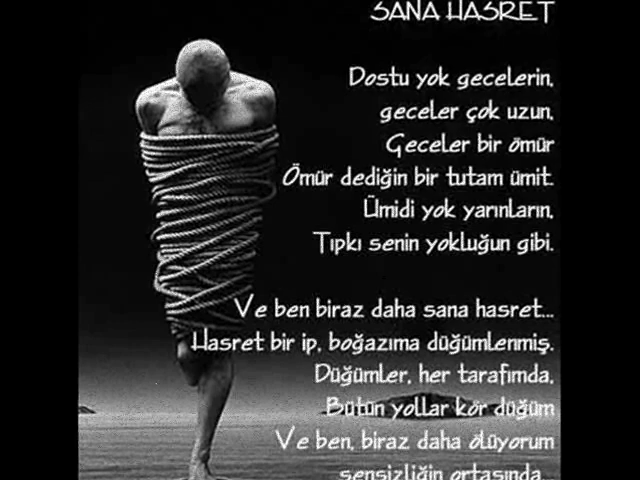 SANA HASRET
Dostu yok gecelerin,
geceler çok uzun,
Geceler bir ömür
Ömür dediğin bir tutam ümit.
Ümidi yok yarınların,
Tıpkı senin yokluğun gibi.
Ve ben biraz daha sana hasret...
Hasret bir ip, boğazıma düğümlenmiş.
Düğümler, her tarafımda,
Bütün yollar kör düğüm
Ve ben, biraz daha ölüyorum
sensizliğin ortasında...